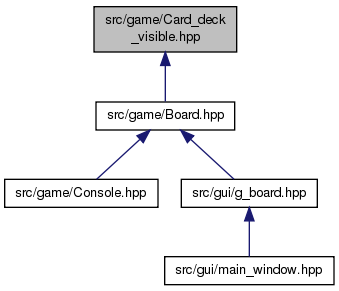 src/game/Card_deck
_visible.hpp
src/game/Board.hpp
src/game/Console.hpp
src/gui/g_board.hpp
src/gui/main_window.hpp